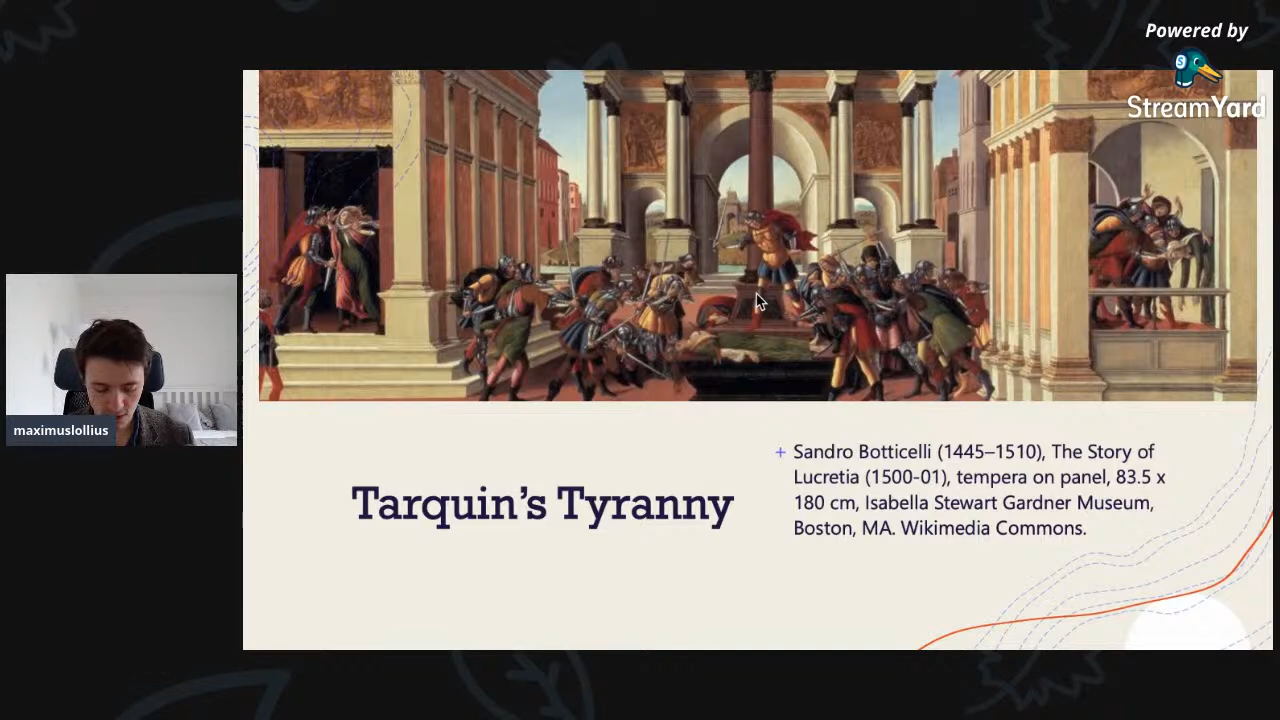 Powered by
StreamYard
maximuslollius
Tarquin's Tyranny
+ Sandro Botticelli (1445–1510), The Story of
Lucretia (1500-01), tempera on panel, 83.5 x
180 cm, Isabella Stewart Gardner Museum,
Boston, MA. Wikimedia Commons.